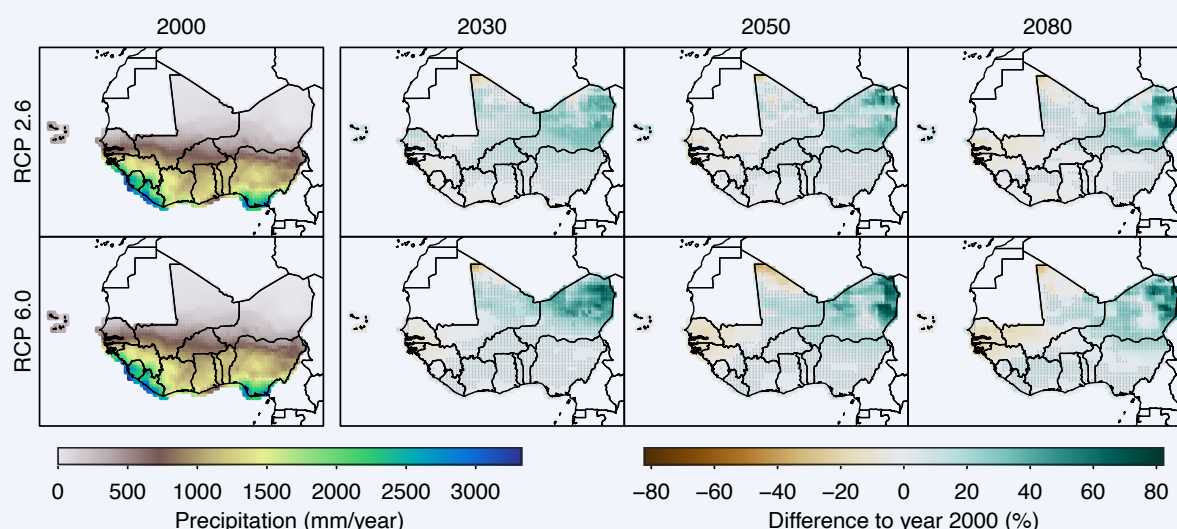 2000 2030 2050 2080
RCP 2.6
RCP 6.0
0 500 1000 1500 2000 2500 3000
Precipitation (mm/year)
−80 −60 −40 −20 0 20 40 60 80
Difference to year 2000 (%)